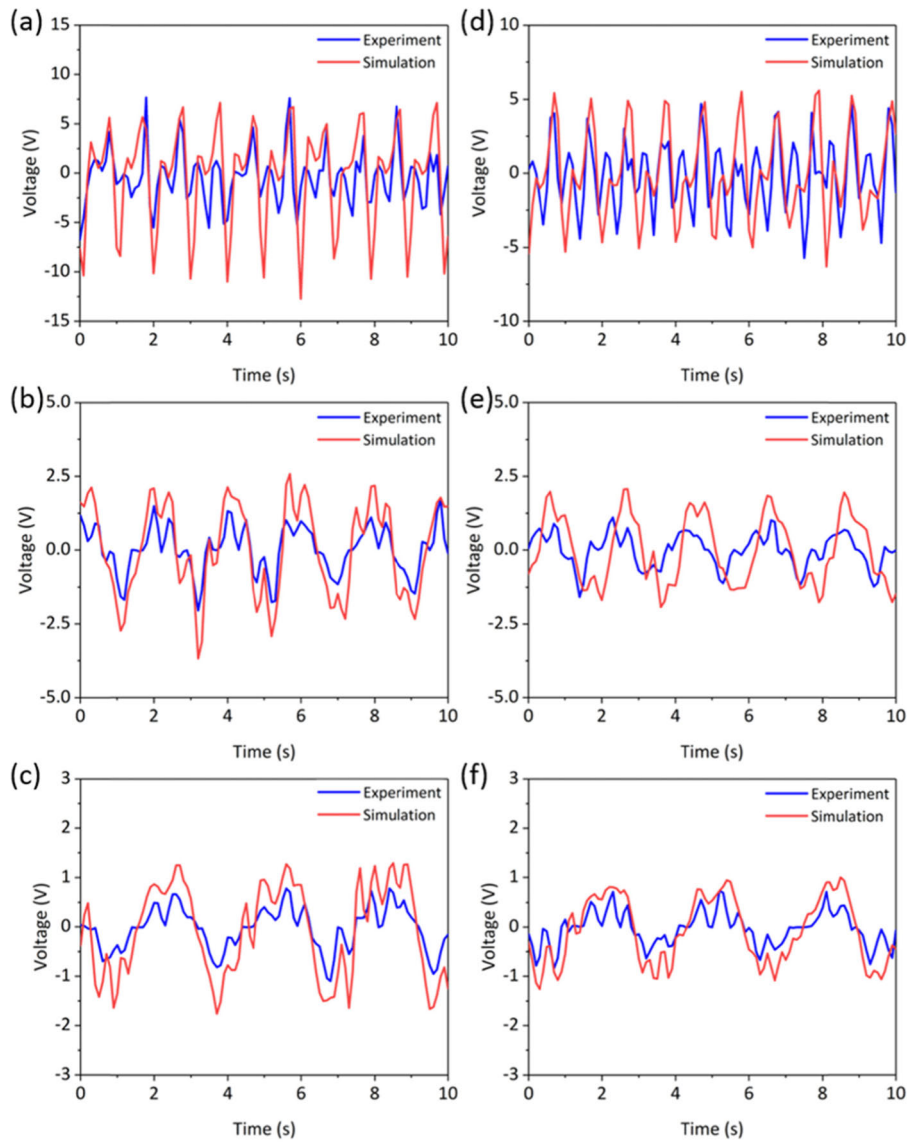 (a)
15
10
5
0
-5
-10
-15
Voltage (V)
Experiment
Simulation
0 2 4 6 8 10
Time (s)
(d)
10
5
0
-5
-10
Voltage (V)
Experiment
Simulation
0 2 4 6 8 10
Time (s)
(b)
5.0
2.5
0.0
-2.5
-5.0
Voltage (V)
Experiment
Simulation
0 2 4 6 8 10
Time (s)
(e)
5.0
2.5
0.0
-2.5
-5.0
Voltage (V)
Experiment
Simulation
0 2 4 6 8 10
Time (s)
(c)
3
2
1
0
-1
-2
-3
Voltage (V)
Experiment
Simulation
0 2 4 6 8 10
Time (s)
(f)
3
2
1
0
-1
-2
-3
Voltage (V)
Experiment
Simulation
0 2 4 6 8 10
Time (s)